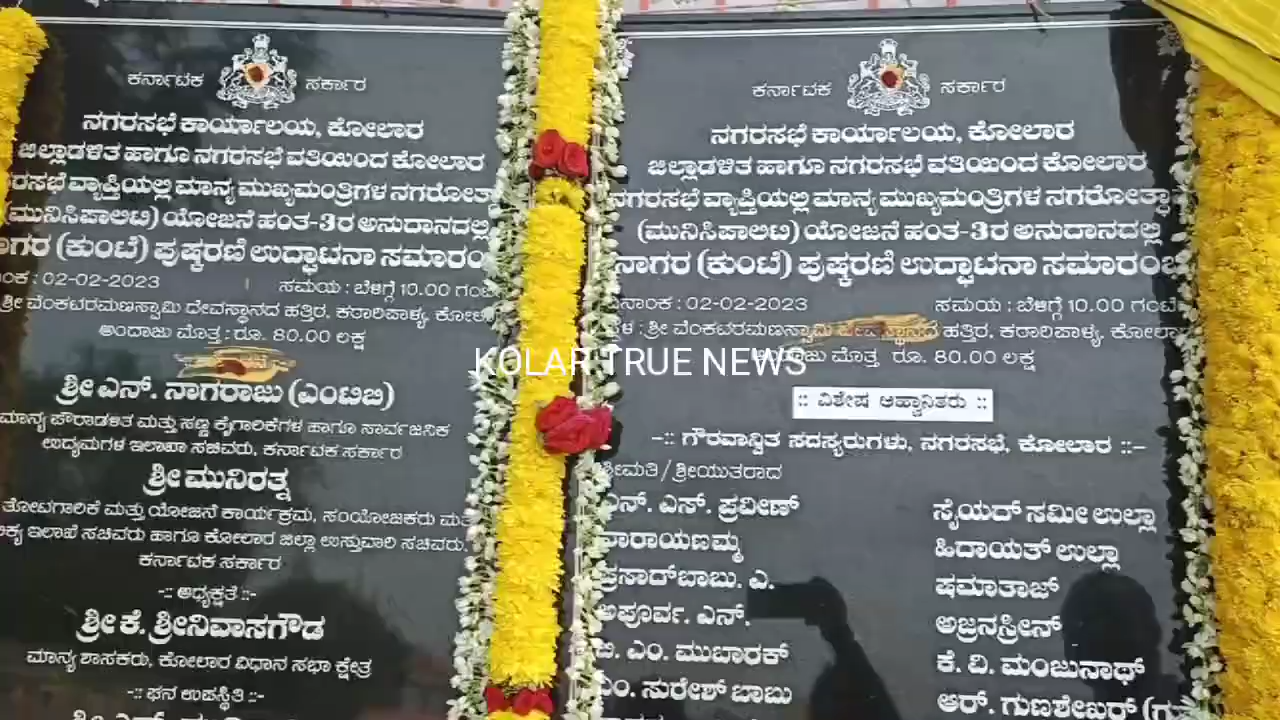 ಕರ್ನಾಟಕ ಸರ್ಕಾರ
ನಗರಸಭೆ ಕಾರ್ಯಾಲಯ, ಕೋಲಾರ
ಜಿಲ್ಲಾಡಳಿತ ಹಾಗೂ ನಗರಸಭೆ ವತಿಯಿಂದ ಕೋಲಾರ
ರಸಭೆ ವ್ಯಾಪ್ತಿಯಲ್ಲಿ ಮಾನ್ಯ ಮುಖ್ಯಮಂತ್ರಿಗಳ ನಗರೋತ್ಥಾ
(ಮುನಿಸಿಪಾಲಿಟಿ) ಯೋಜನೆ ಹಂತ-3ರ ಅನುದಾನದಲ್ಲಿ
ನಾಗರ (ಕುಂಟೆ) ಪುಷ್ಕರಣಿ ಉದ್ಘಾಟನಾ ಸಮಾರಂ
ನಾಂಕ : 02-02-2023 ಸಮಯ : ಬೆಳಿಗ್ಗೆ 10.00 ಗಂಟೆ
ಶ್ರೀ ವೆಂಕಟರಮಣಸ್ವಾಮಿ ದೇವಸ್ಥಾನದ ಹತ್ತಿರ, ಕಠಾರಿಪಾಳ್ಯ, ಕೋಲಾ
ಅಂದಾಜು ಮೊತ್ತ : ರೂ. 80.00 ಲಕ್ಷ
ಶ್ರೀ ಎನ್. ನಾಗರಾಜು (ಎಂಟಿಬಿ)
ಮಾನ್ಯ ಪೌರಾಡಳಿತ ಮತ್ತು ಸಣ್ಣ ಕೈಗಾರಿಕೆಗಳ ಹಾಗೂ ಸಾರ್ವಜನಿಕ
ಉದ್ಯಮಗಳ ಇಲಾಖಾ ಸಚಿವರು, ಕರ್ನಾಟಕ ಸರ್ಕಾರ
ಶ್ರೀ ಮುನಿರತ್ನ
ತೋಟಗಾರಿಕೆ ಮತ್ತು ಯೋಜನೆ ಕಾರ್ಯಕ್ರಮ, ಸಂಯೋಜಕರು ಮತ
ಇಲಾಖೆ ಸಚಿವರು ಹಾಗೂ ಕೋಲಾರ ಜಿಲ್ಲಾ ಉಸ್ತುವಾರಿ ಸಚಿವರು.
ಕರ್ನಾಟಕ ಸರ್ಕಾರ
-:: ಅಧ್ಯಕ್ಷತೆ ::-
ಶ್ರೀ ಕೆ. ಶ್ರೀನಿವಾಸಗೌಡ
ಮಾನ್ಯ ಶಾಸಕರು, ಕೋಲಾರ ವಿಧಾನ ಸಭಾ ಕ್ಷೇತ್ರ
-:: ಘನ ಉಪಸ್ಥಿತಿ ::-
ಕರ್ನಾಟಕ ಸರ್ಕಾರ
ನಗರಸಭೆ ಕಾರ್ಯಾಲಯ, ಕೋಲಾರ
ಜಿಲ್ಲಾಡಳಿತ ಹಾಗೂ ನಗರಸಭೆ ವತಿಯಿಂದ ಕೋಲಾರ
ನಗರಸಭೆ ವ್ಯಾಪ್ತಿಯಲ್ಲಿ ಮಾನ್ಯ ಮುಖ್ಯಮಂತ್ರಿಗಳ ನಗರೋತ್ಥಾ
(ಮುನಿಸಿಪಾಲಿಟಿ) ಯೋಜನೆ ಹಂತ-3ರ ಅನುದಾನದಲ್ಲಿ
ನಾಗರ (ಕುಂಟೆ) ಪುಷ್ಕರಣಿ ಉದ್ಘಾಟನಾ ಸಮಾರಂಭ
ನಾಂಕ : 02-02-2023 ಸಮಯ : ಬೆಳಿಗ್ಗೆ 10.00 ಗಂಟೆ
ಳ : ಶ್ರೀ ವೆಂಕಟರಮಣಸ್ವಾಮಿ ದೇವಸ್ಥಾನದ ಹತ್ತಿರ, ಕಠಾರಿಪಾಳ್ಯ, ಕೋಲಾ
ಅಂದಾಜು ಮೊತ್ತ ರೂ. 80.00 ಲಕ್ಷ
KOLAR TRUE NEWS
:: ವಿಶೇಷ ಆಹ್ವಾನಿತರು ::
-:: ಗೌರವಾನ್ವಿತ ಸದಸ್ಯರುಗಳು, ನಗರಸಭೆ, ಕೋಲಾರ ::-
ಶ್ರೀಮತಿ / ಶ್ರೀಯುತರಾದ
ಎನ್. ಎಸ್. ಪ್ರವೀಣ್
ನಾರಾಯಣಮ್ಮ
ಪ್ರಸಾದ್‌ಬಾಬು. ಎ.
ಅಪೂರ್ವ. ಎನ್.
ಬಿ. ಎಂ. ಮುಬಾರಕ್
ಎಂ. ಸುರೇಶ್ ಬಾಬು
ಸೈಯದ್ ಸಮೀ ಉಲ್ಲಾ
ಹಿದಾಯತ್ ಉಲ್ಲಾ
ಷಮಾತಾಜ್
ಅಜ್ರನಸ್ರೀನ್
ಕೆ. ವಿ. ಮಂಜುನಾಥ್
ಆರ್. ಗುಣಶೇಖರ್